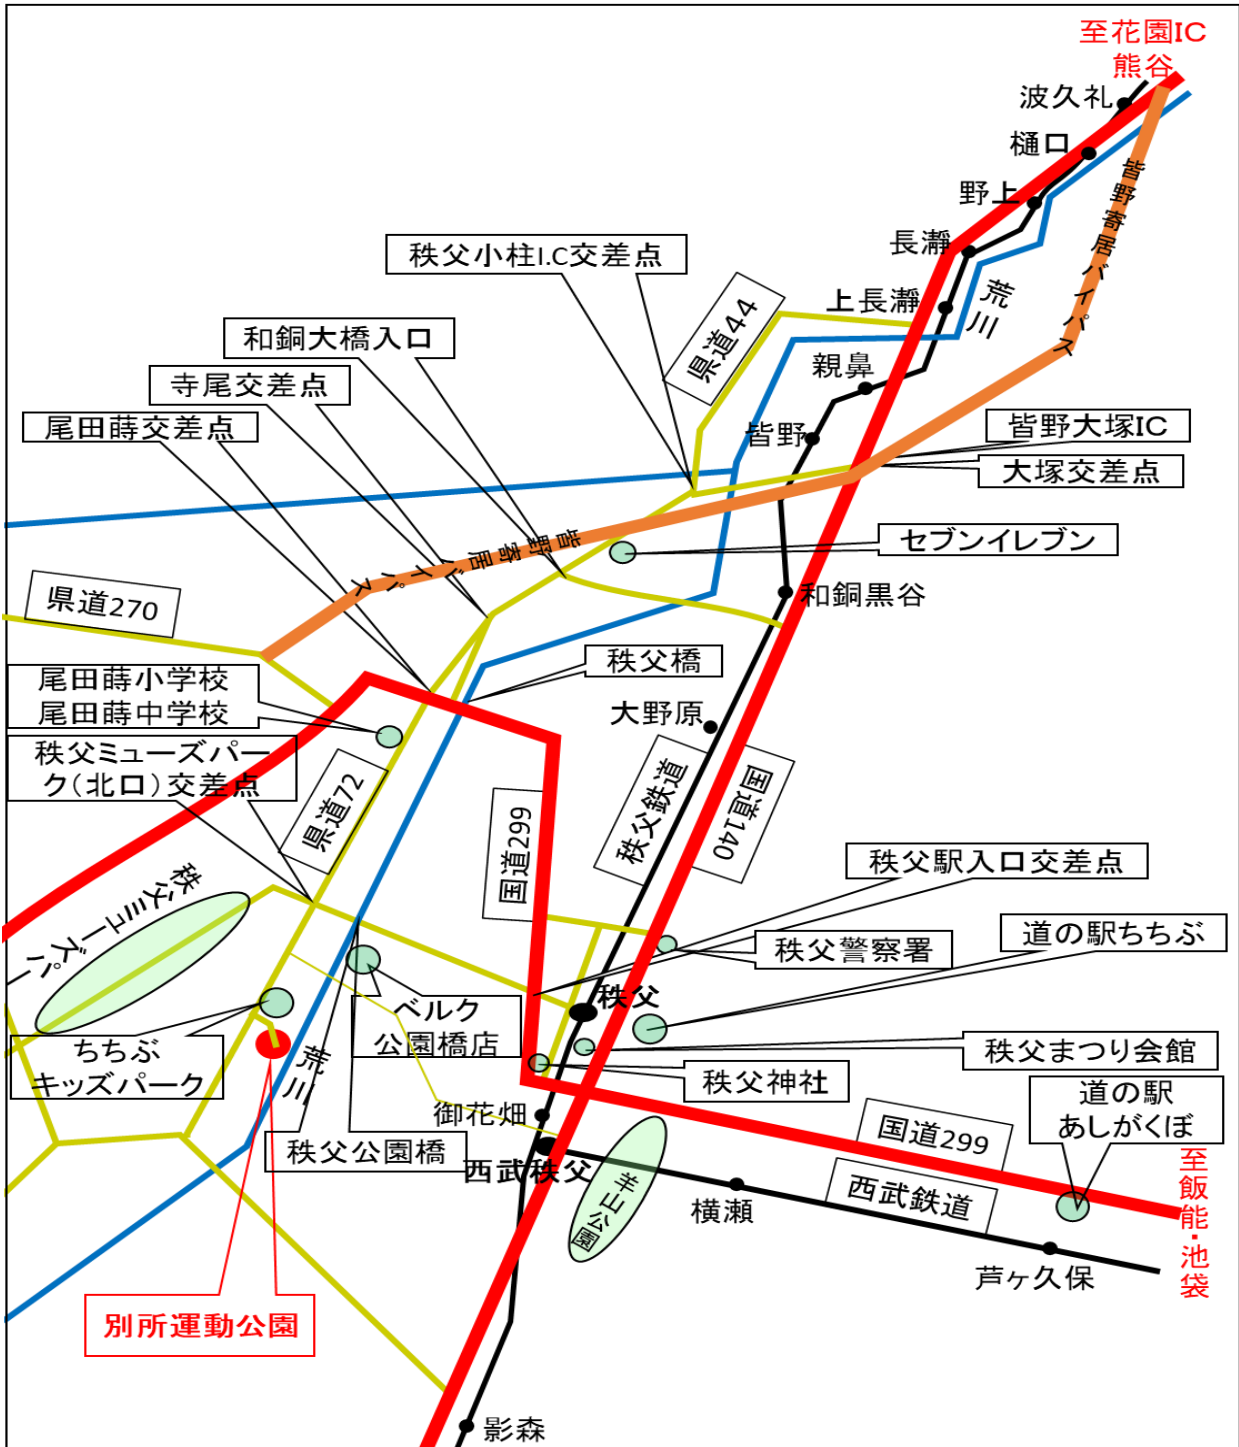 至花園IC
熊谷
波久礼
樋口
皆野寄居バイパス
野上
長瀞
秩父小柱I.C交差点
上長瀞
荒川
県道44
和銅大橋入口
親鼻
寺尾交差点
尾田蒔交差点
皆野
皆野大塚IC
大塚交差点
セブンイレブン
皆野寄居バイパス
県道270
和銅黒谷
秩父橋
尾田蒔小学校
尾田蒔中学校
大野原
秩父ミューズパー
ク(北口)交差点
県道72
秩父鉄道
国道140
国道299
秩父駅入口交差点
秩父ミューズパー
道の駅ちちぶ
秩父警察署
秩父
ベルク
公園橋店
ちちぶ
キッズパーク
荒川
秩父まつり会館
秩父神社
道の駅
あしがくぼ
御花畑
国道299
秩父公園橋
西武秩父
羊山公園
横瀬
西武鉄道
至飯能・池袋
芦ヶ久保
別所運動公園
影森